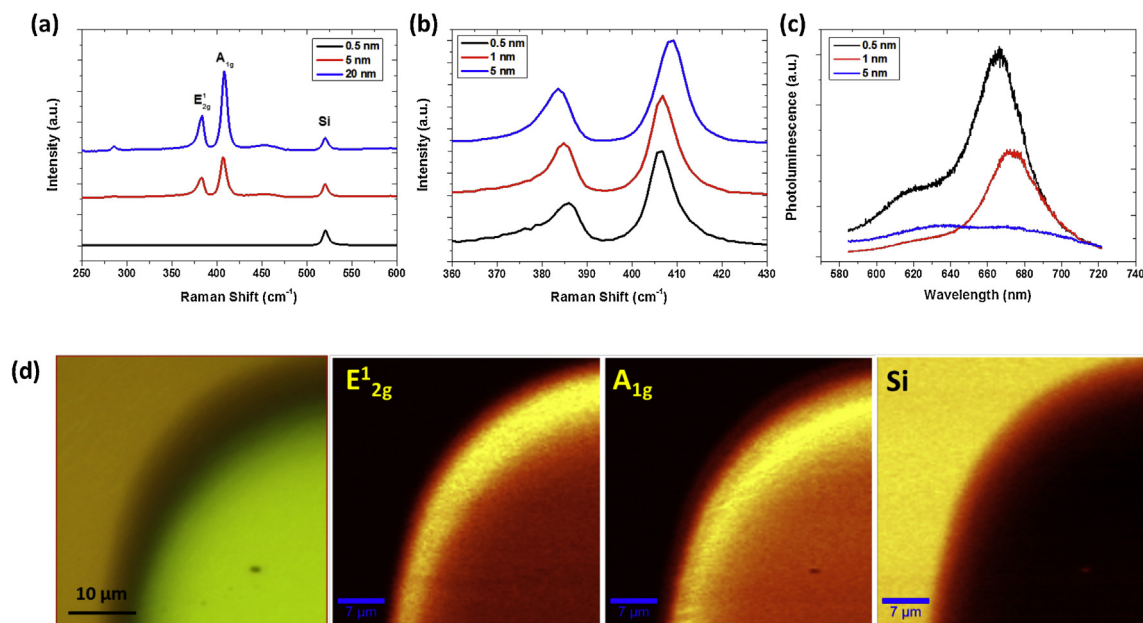 (a)
0.5 nm
5 nm
20 nm
A1g
E12g
Si
Intensity (a.u.)
250 300 350 400 450 500 550 600
Raman Shift (cm-1)
(b)
0.5 nm
1 nm
5 nm
Intensity (a.u.)
360 370 380 390 400 410 420 430
Raman Shift (cm-1)
(c)
0.5 nm
1 nm
5 nm
Photoluminescence (a.u.)
580 600 620 640 660 680 700 720 740
Wavelength (nm)
(d)
10 µm
E12g
7 µm
A1g
7 µm
Si
7 µm